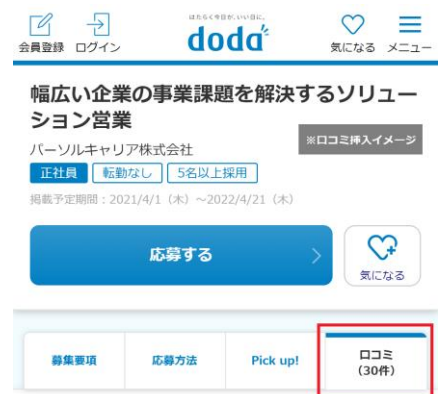 はたらく今日が、いい日に。
doda
会員登録 ログイン
気になる メニュー
幅広い企業の事業課題を解決するソリュー
ション営業
パーソルキャリア株式会社
※口コミ挿入イメージ
正社員 転勤なし 5名以上採用
掲載予定期間：2021/4/1（木）～2022/4/21（木）
応募する
気になる
募集要項 応募方法 Pick up! 口コミ
(30件)